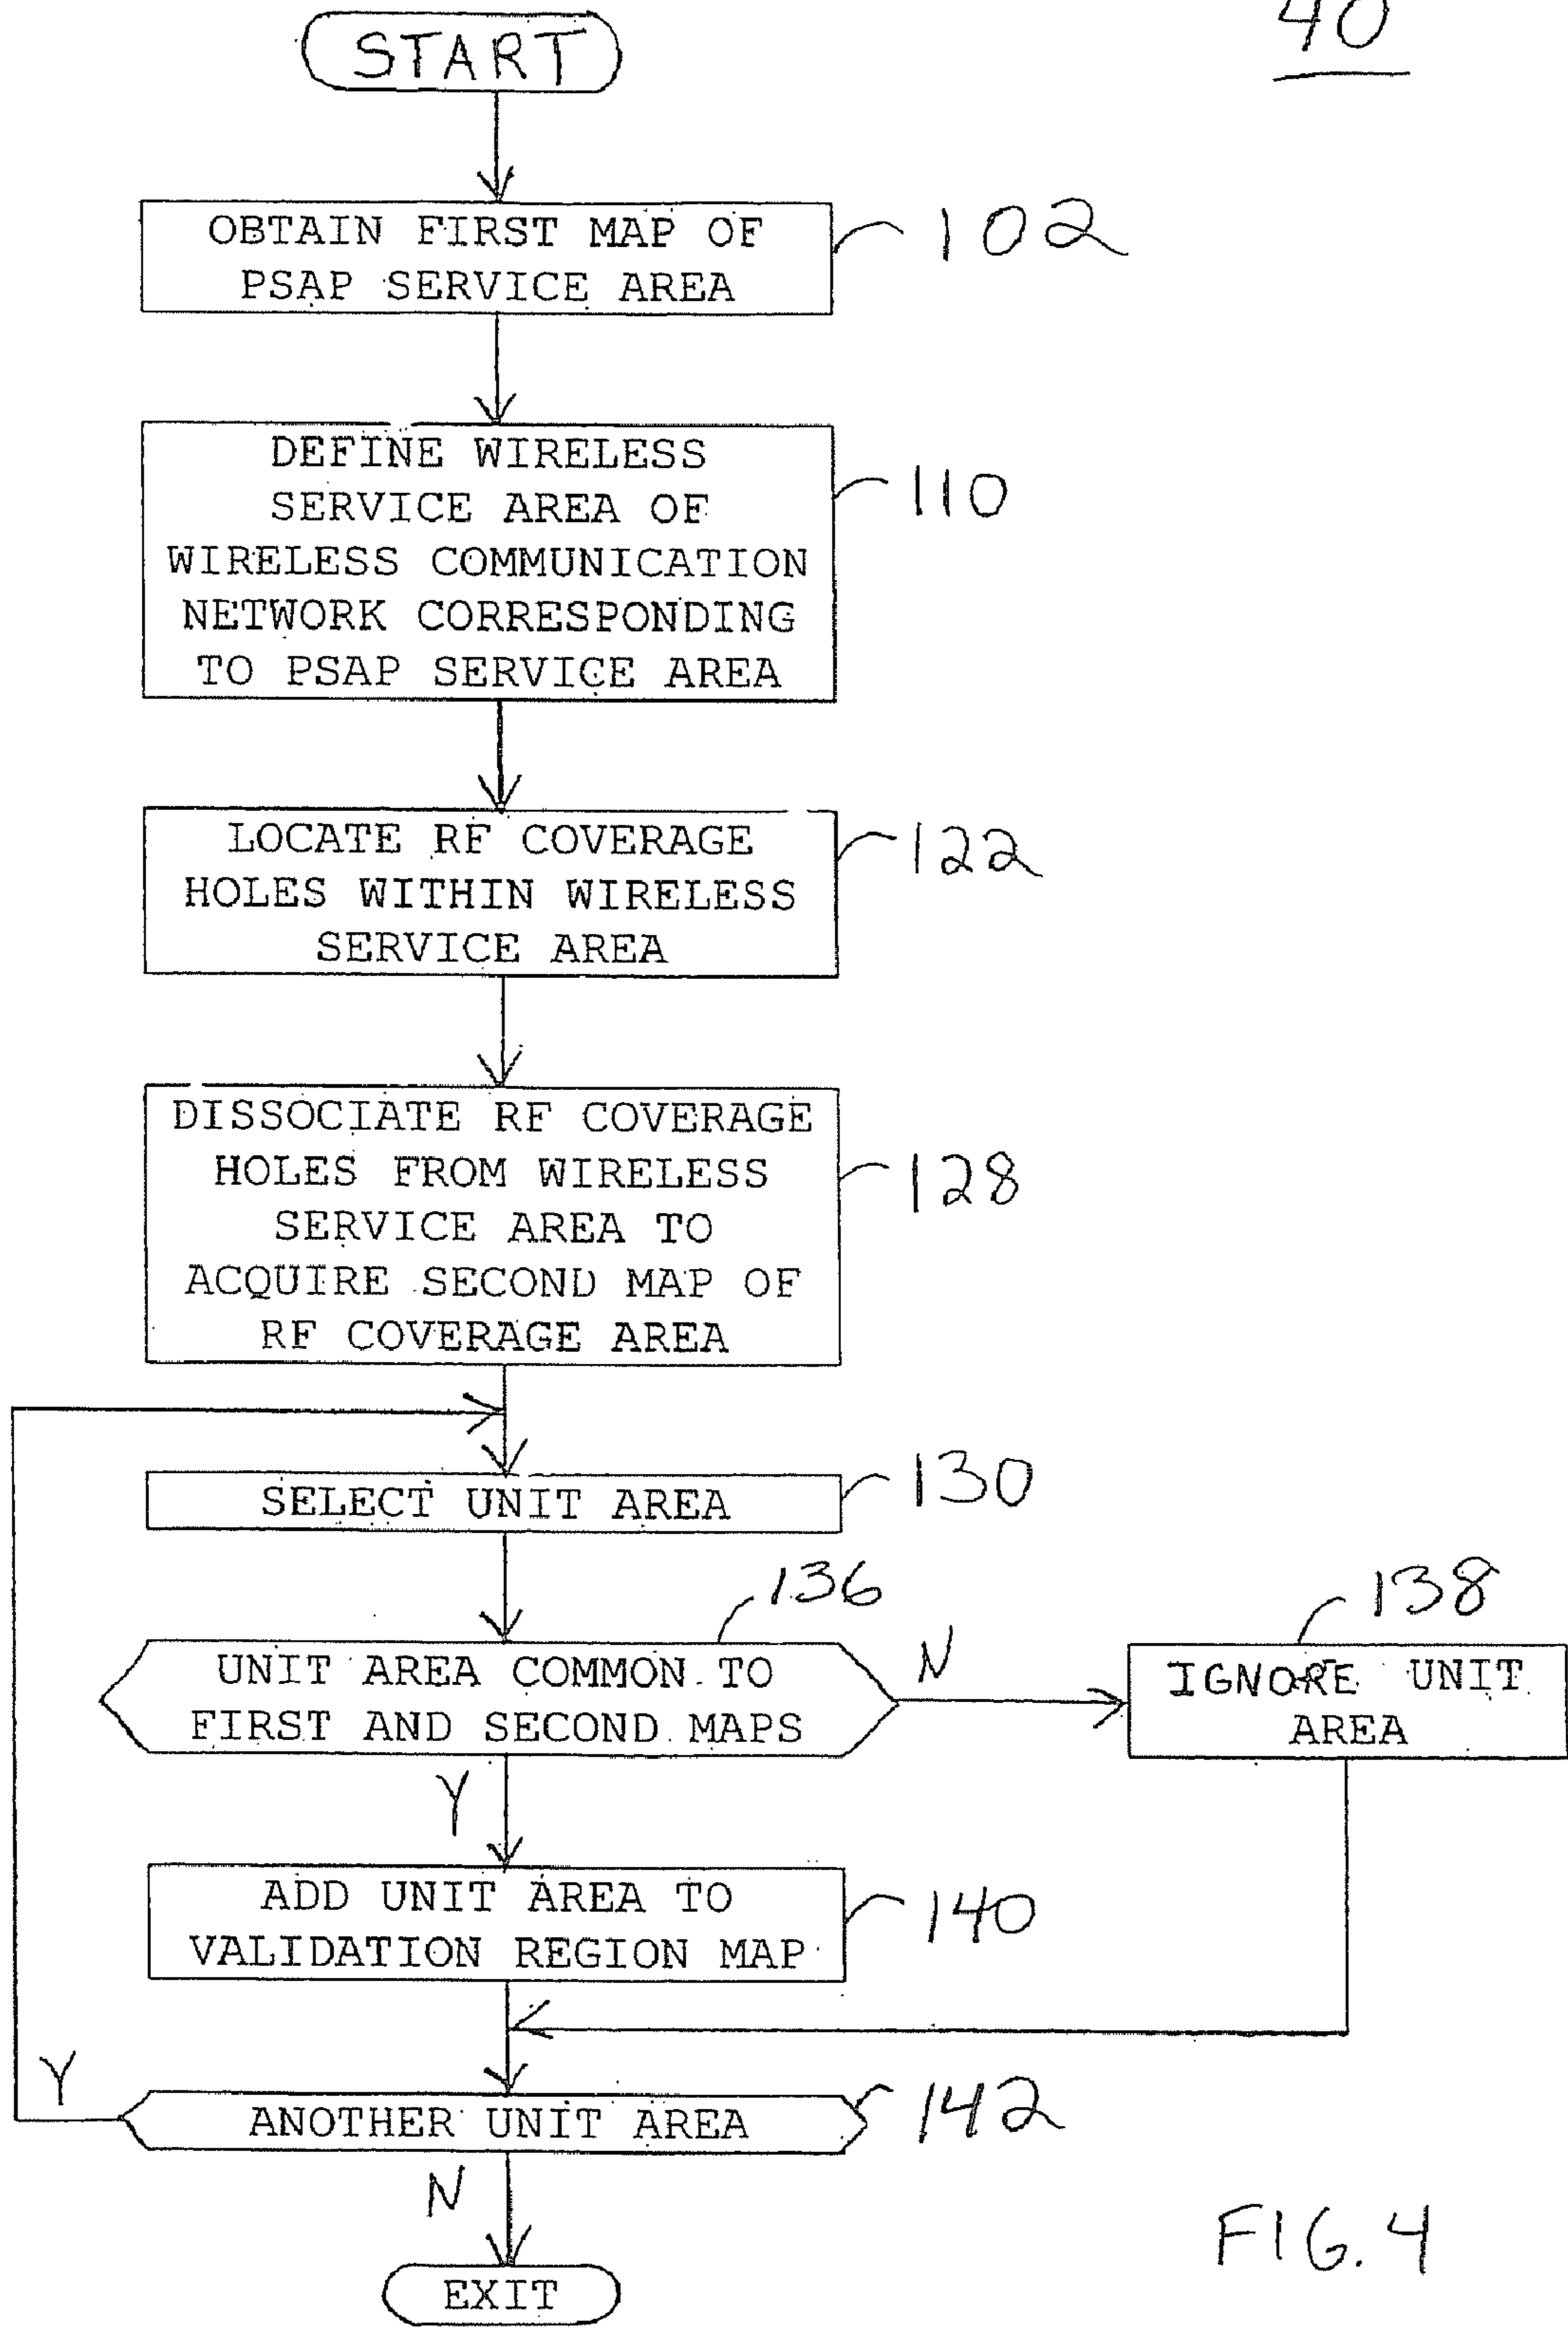 40
START
OBTAIN FIRST MAP OF
PSAP SERVICE AREA
102
DEFINE WIRELESS
SERVICE AREA OF
WIRELESS COMMUNICATION
NETWORK CORRESPONDING
TO PSAP SERVICE AREA
110
LOCATE RF COVERAGE
HOLES WITHIN WIRELESS
SERVICE AREA
122
DISSOCIATE RF COVERAGE
HOLES FROM WIRELESS
SERVICE AREA TO
ACQUIRE SECOND MAP OF
RF COVERAGE AREA
128
SELECT UNIT AREA
130
136
UNIT AREA COMMON TO
FIRST AND SECOND MAPS
N
138
IGNORE UNIT
AREA
Y
ADD UNIT AREA TO
VALIDATION REGION MAP
140
Y
ANOTHER UNIT AREA
142
N
EXIT
FIG. 4